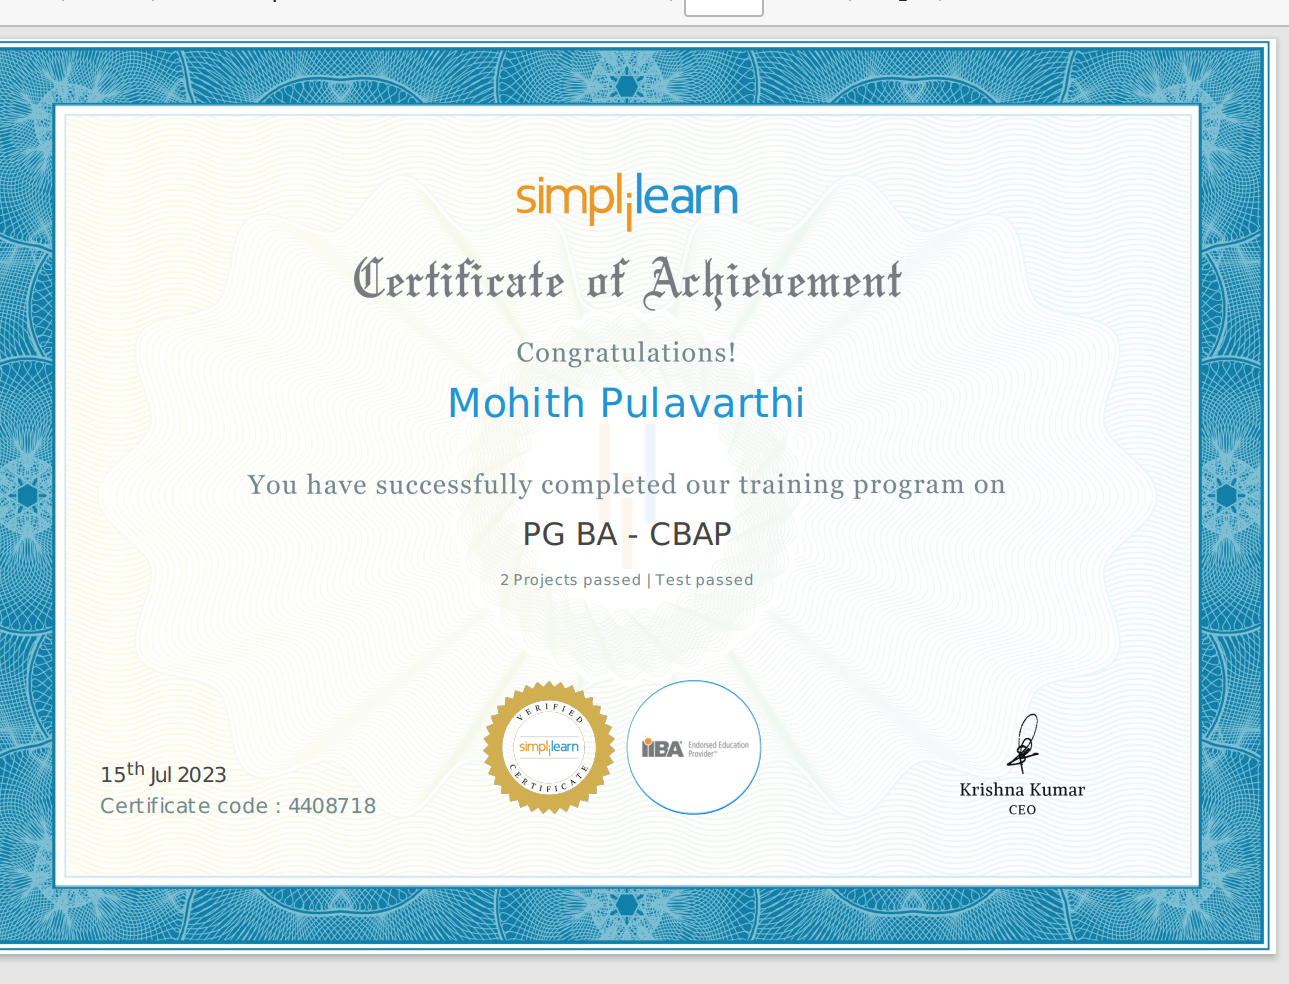 simplilearn
Certificate of Achievement
Congratulations!
Mohith Pulavarthi
You have successfully completed our training program on
PG BA - CBAP
2 Projects passed | Test passed
VERIFIED
simplilearn
CERTIFICATE
IIBA Endorsed Education
Provider™
15th Jul 2023
Certificate code : 4408718
Krishna Kumar
CEO